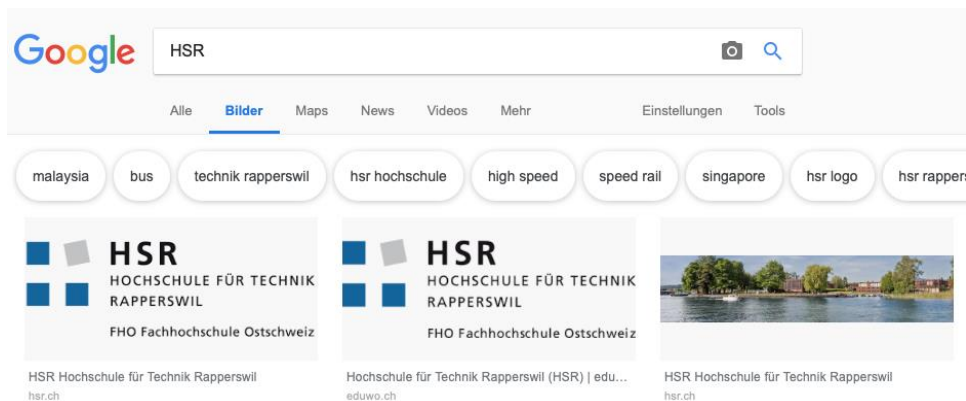 Google HSR
Alle Bilder Maps News Videos Mehr Einstellungen Tools
malaysia bus technik rapperswil hsr hochschule high speed speed rail singapore hsr logo hsr rappers
HSR
HOCHSCHULE FÜR TECHNIK
RAPPERSWIL
FHO Fachhochschule Ostschweiz
HSR Hochschule für Technik Rapperswil
hsr.ch
HSR
HOCHSCHULE FÜR TECHNIK
RAPPERSWIL
FHO Fachhochschule Ostschweiz
Hochschule für Technik Rapperswil (HSR) | edu...
eduwo.ch
HSR Hochschule für Technik Rapperswil
hsr.ch